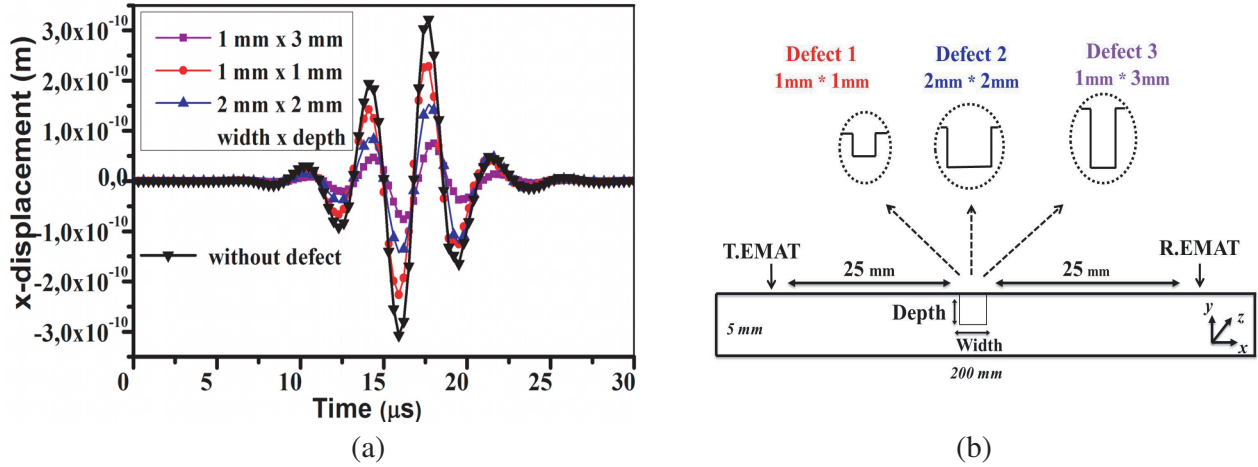 3,0x10⁻¹⁰
2,0x10⁻¹⁰
1,0x10⁻¹⁰
0,0
-1,0x10⁻¹⁰
-2,0x10⁻¹⁰
-3,0x10⁻¹⁰
x-displacement (m)
1 mm x 3 mm
1 mm x 1 mm
2 mm x 2 mm
width x depth
without defect
0 5 10 15 20 25 30
Time (μs)
(a)
Defect 1 Defect 2 Defect 3
1mm * 1mm 2mm * 2mm 1mm * 3mm
T.EMAT R.EMAT
25 mm 25 mm
Depth
5 mm
Width
y z x
200 mm
(b)